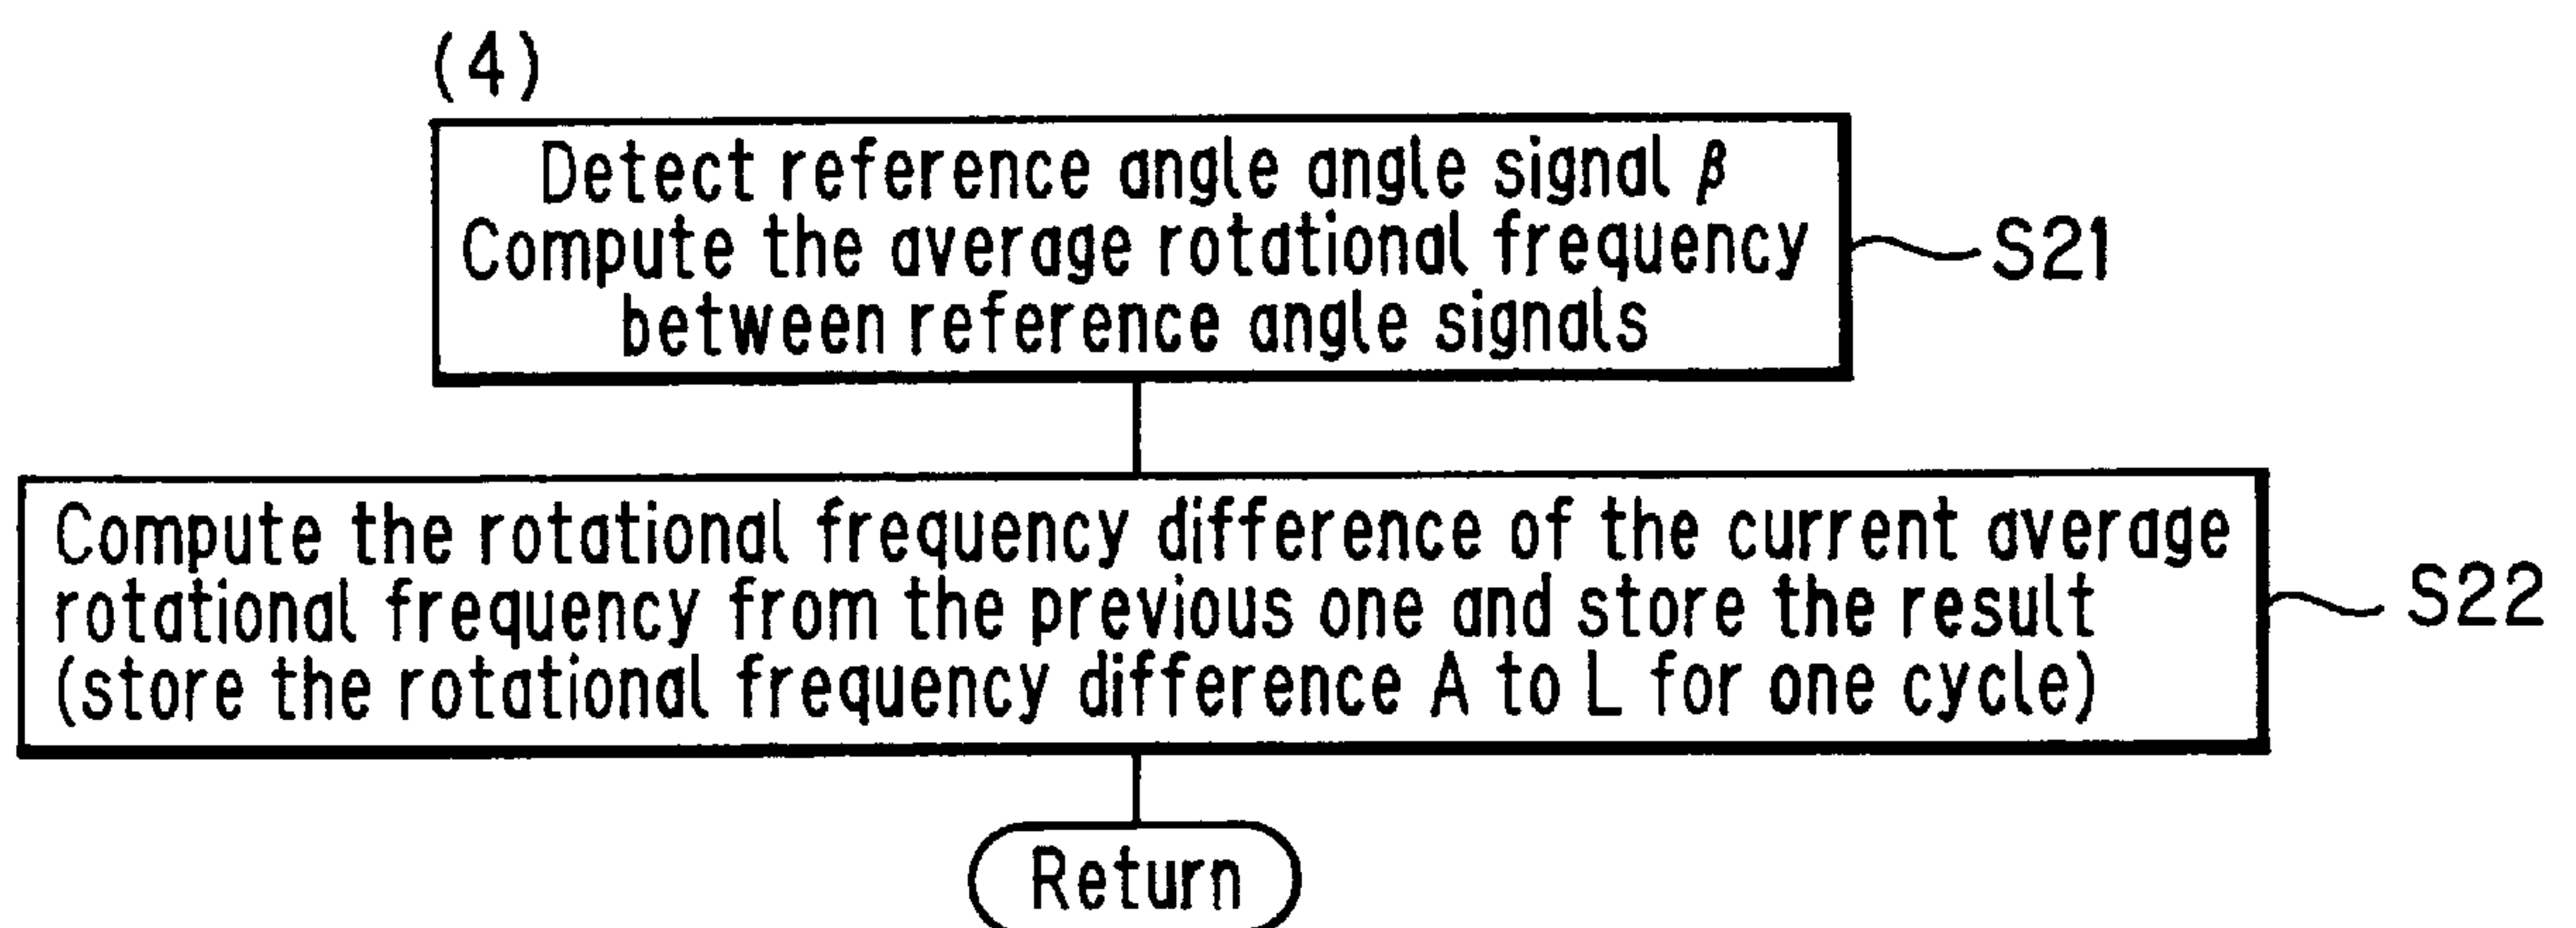 (4)
Detect reference angle angle signal β
Compute the average rotational frequency
between reference angle signals
S21
Compute the rotational frequency difference of the current average
rotational frequency from the previous one and store the result
(store the rotational frequency difference A to L for one cycle)
S22
Return